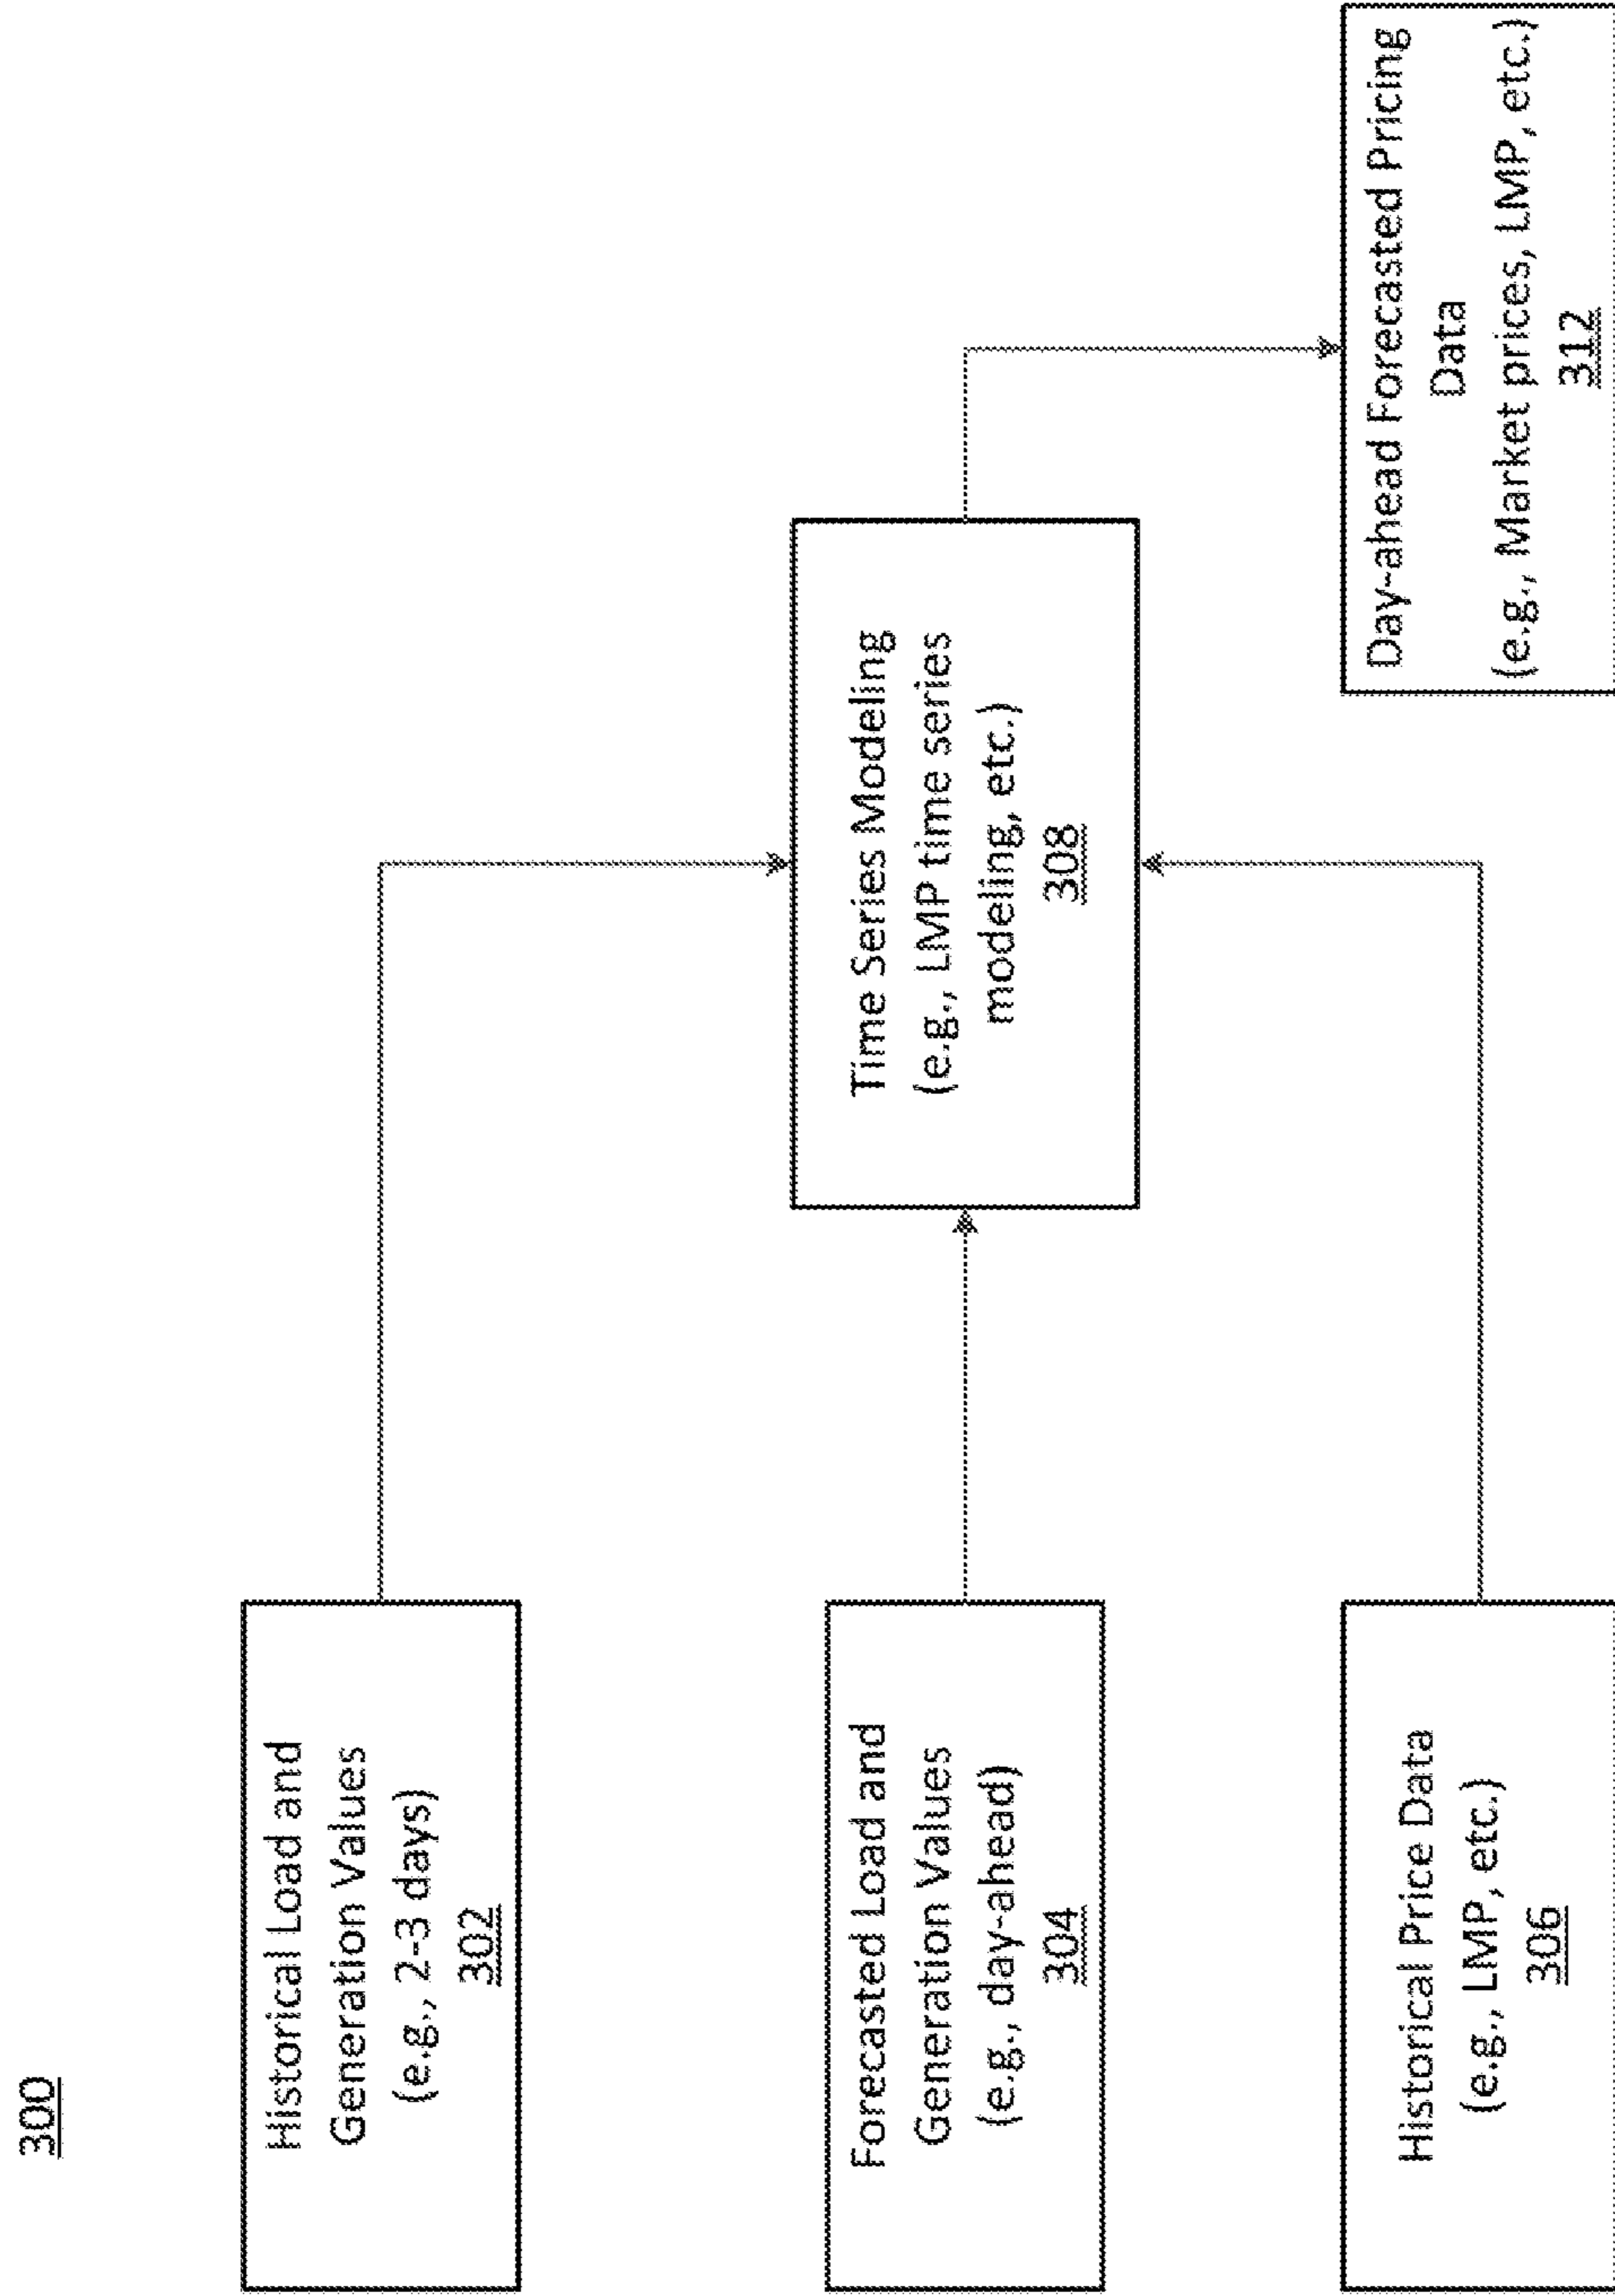 300
Historical Load and
Generation Values
(e.g., 2-3 days)
302
Forecasted Load and
Generation Values
(e.g., day-ahead)
304
Historical Price Data
(e.g., LMP, etc.)
306
Time Series Modeling
(e.g., LMP time series
modeling, etc.)
308
Day-ahead Forecasted Pricing
Data
(e.g., Market prices, LMP, etc.)
312